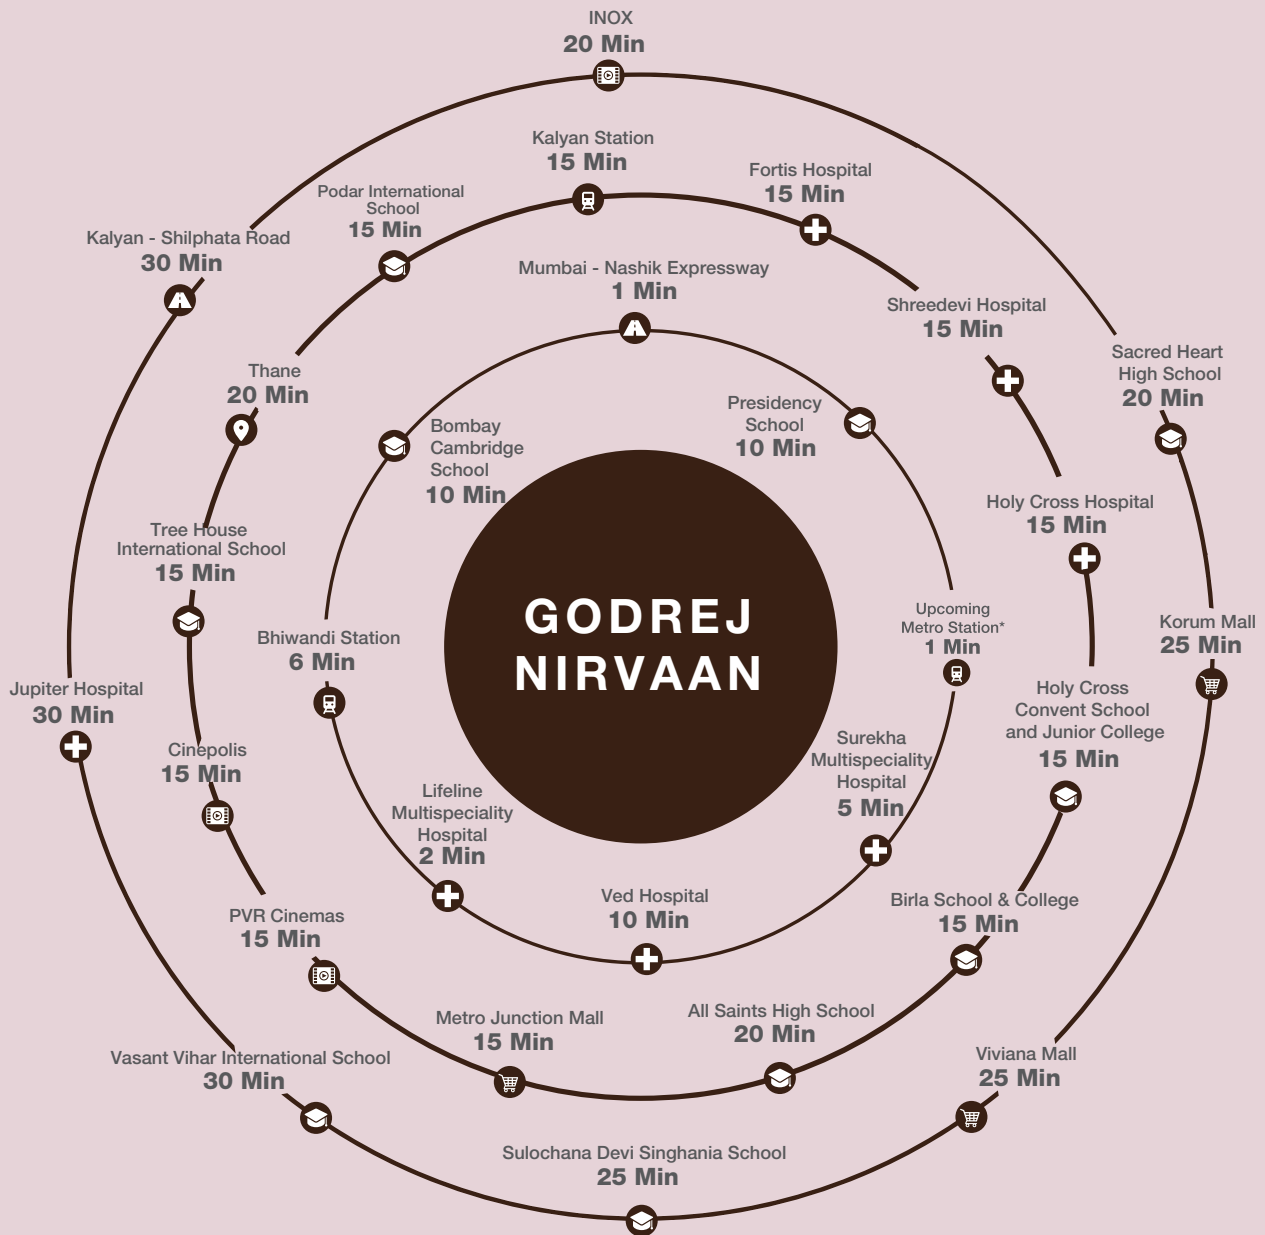 INOX
20 Min
Kalyan Station
15 Min
Fortis Hospital
15 Min
Podar International
School
15 Min
Kalyan - Shilphata Road
30 Min
Mumbai - Nashik Expressway
1 Min
Shreedevi Hospital
15 Min
Sacred Heart
High School
20 Min
Thane
20 Min
Bombay
Cambridge
School
10 Min
Presidency
School
10 Min
Holy Cross Hospital
15 Min
Tree House
International School
15 Min
GODREJ
NIRVAAN
Upcoming
Metro Station*
1 Min
Korum Mall
25 Min
Bhiwandi Station
6 Min
Jupiter Hospital
30 Min
Holy Cross
Convent School
and Junior College
15 Min
Cinepolis
15 Min
Surekha
Multispeciality
Hospital
5 Min
Lifeline
Multispeciality
Hospital
2 Min
Ved Hospital
10 Min
Birla School & College
15 Min
PVR Cinemas
15 Min
Metro Junction Mall
15 Min
All Saints High School
20 Min
Vasant Vihar International School
30 Min
Viviana Mall
25 Min
Sulochana Devi Singhania School
25 Min